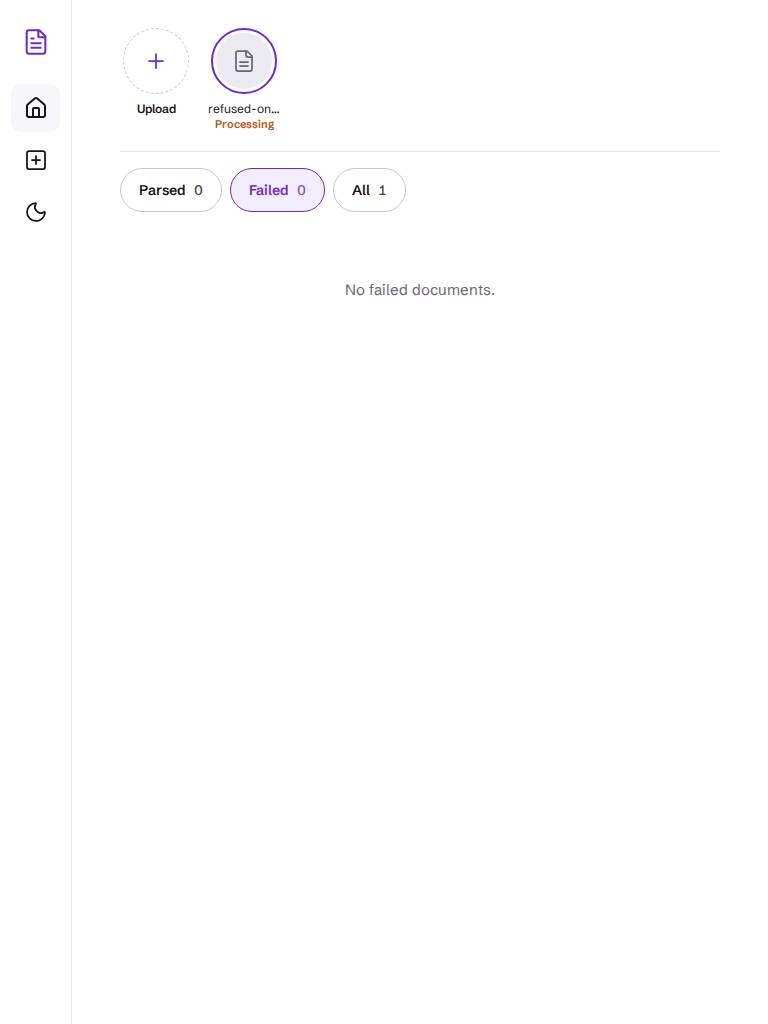 Upload
refused-on...
Processing
Parsed 0
Failed 0
All 1
No failed documents.